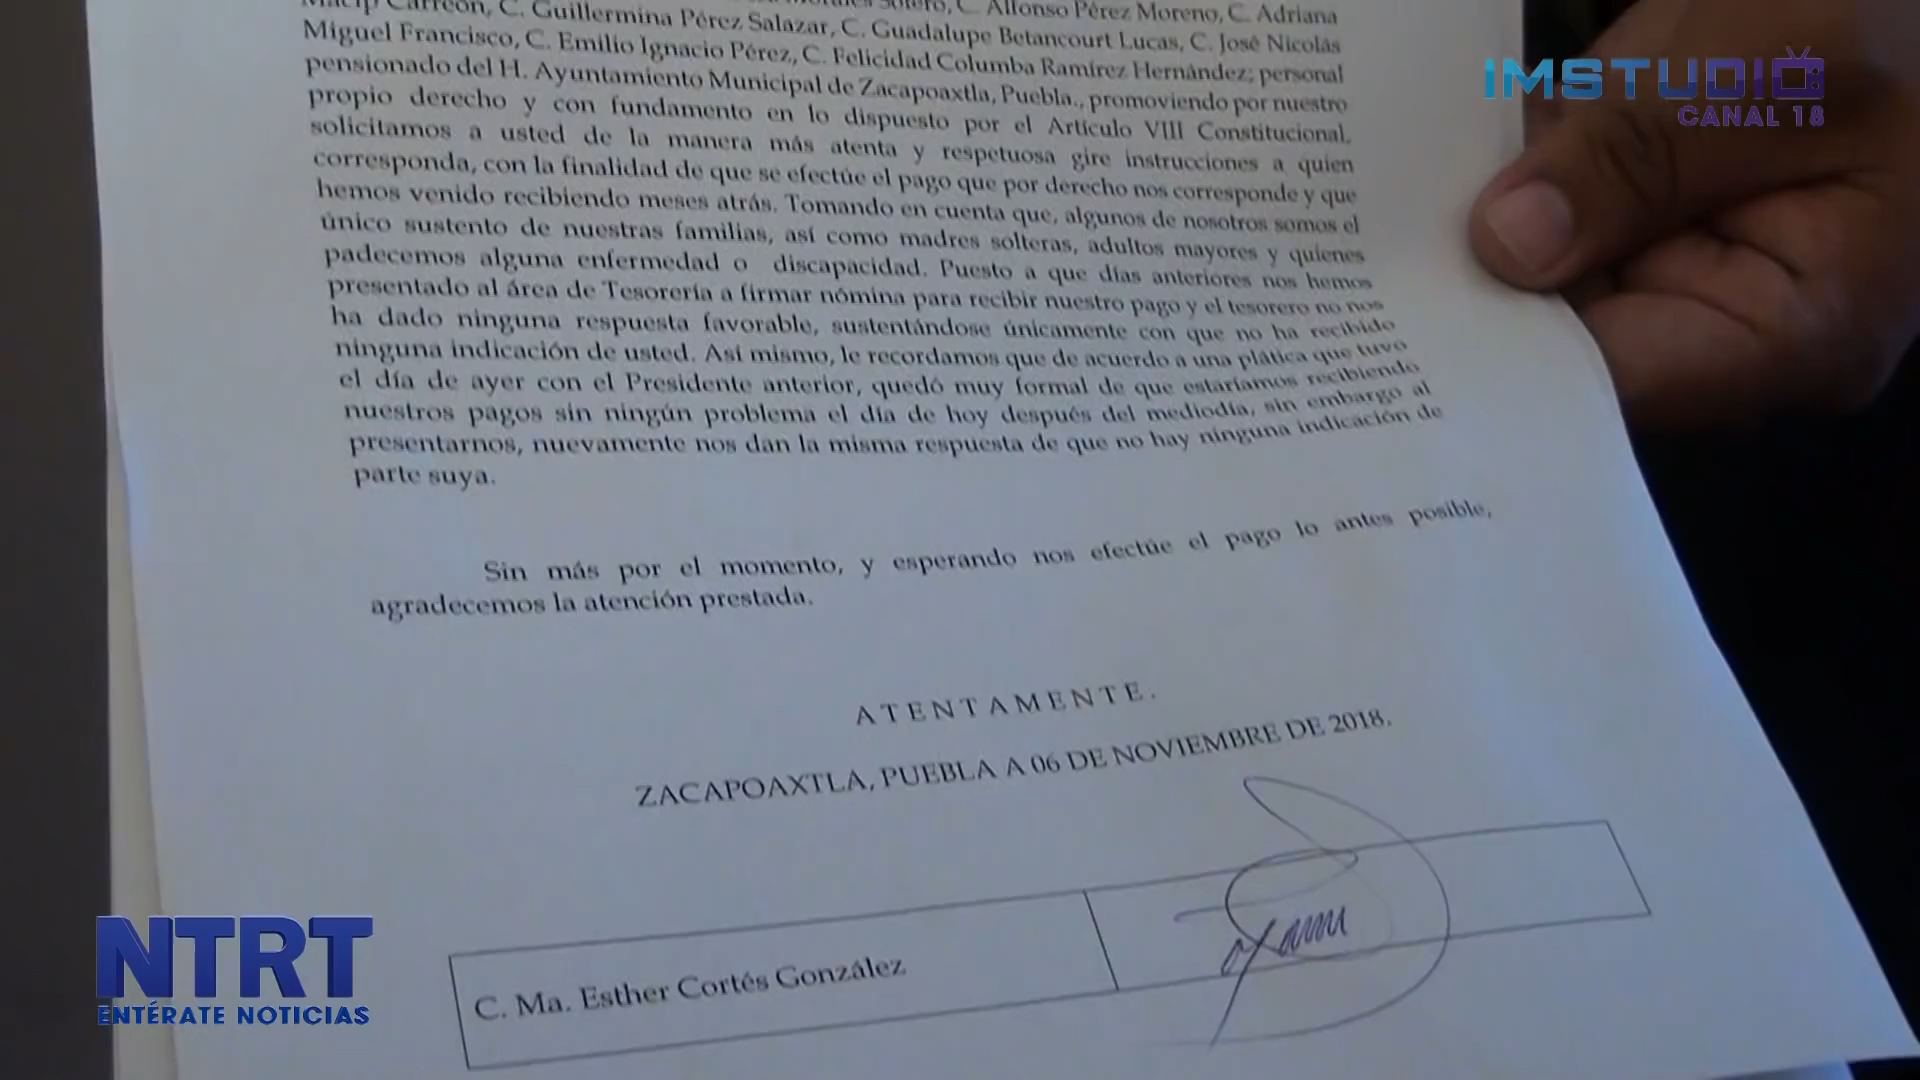 Macip Carreón, C. Guillermina Pérez Salazar, C. Guadalupe Betancourt Lucas, C. José Nicolás
Sotero, C. Alfonso Pérez Moreno, C. Adriana
Miguel Francisco, C. Emilio Ignacio Pérez, C. Felicidad Columba Ramírez Hernández; personal
pensionado del H. Ayuntamiento Municipal de Zacapoaxtla, Puebla., promoviendo por nuestro
propio derecho y con fundamento en lo dispuesto por el Artículo VIII Constitucional,
solicitamos a usted de la manera más atenta y respetuosa gire instrucciones a quien
corresponda, con la finalidad de que se efectúe el pago que por derecho nos corresponde y que
hemos venido recibiendo meses atrás. Tomando en cuenta que, algunos de nosotros somos el
único sustento de nuestras familias, así como madres solteras, adultos mayores y quienes
padecemos alguna enfermedad o discapacidad. Puesto a que días anteriores nos hemos
presentado al área de Tesorería a firmar nómina para recibir nuestro pago y el tesorero no nos
ha dado ninguna respuesta favorable, sustentándose únicamente con que no ha recibido
ninguna indicación de usted. Así mismo, le recordamos que de acuerdo a una plática que tuvo
el día de ayer con el Presidente anterior, quedó muy formal de que estaríamos recibiendo
nuestros pagos sin ningún problema el día de hoy después del mediodía, sin embargo al
presentarnos, nuevamente nos dan la misma respuesta de que no hay ninguna indicación de
parte suya.
Sin más por el momento, y esperando nos efectúe el pago lo antes posible,
agradecemos la atención prestada.
ATENTAMENTE.
ZACAPOAXTLA, PUEBLA A 06 DE NOVIEMBRE DE 2018.
C. Ma. Esther Cortés González
IMSTUDIO
CANAL 18
NTRT
ENTÉRATE NOTICIAS